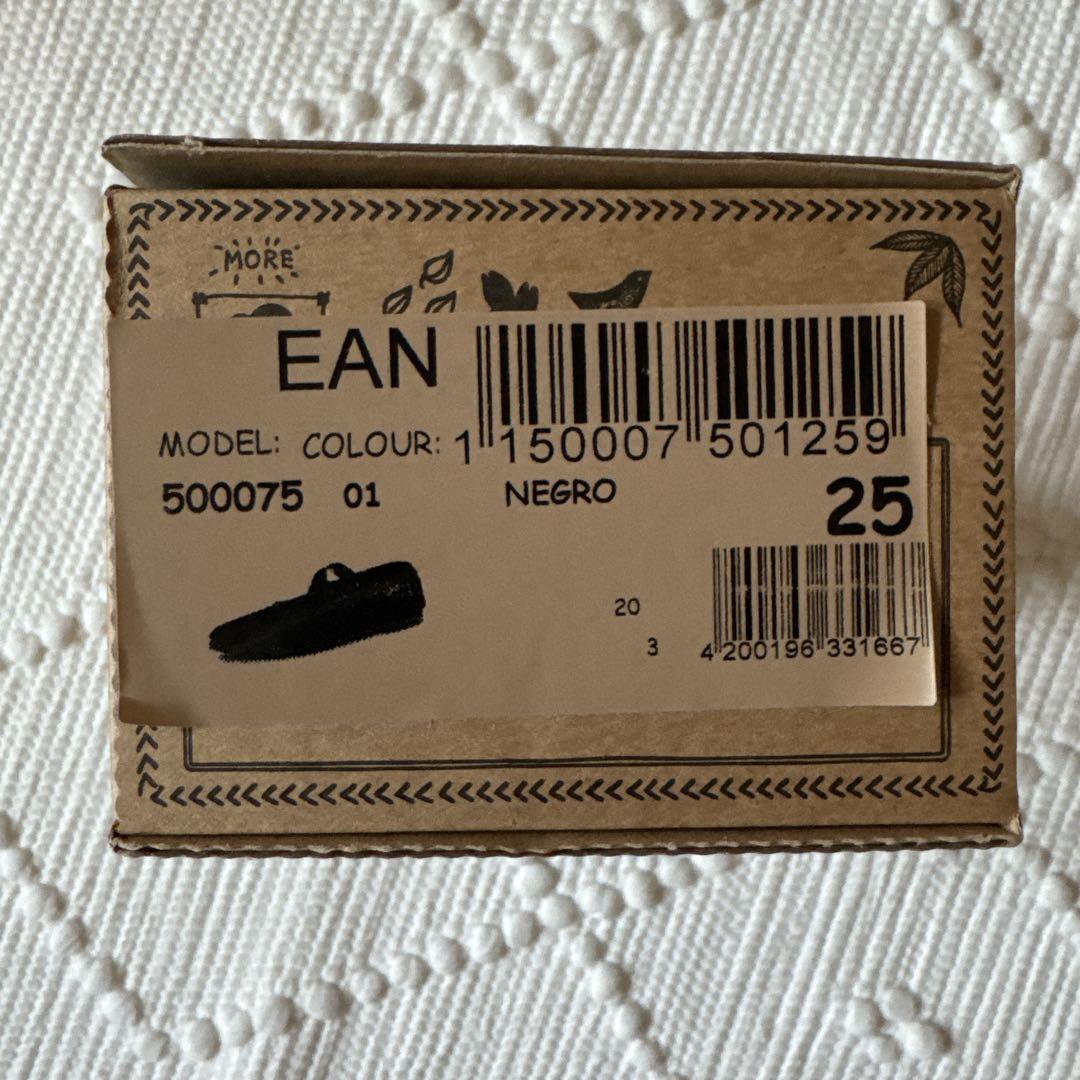 MORE
EAN
1 150007 501259
MODEL: COLOUR:
500075 01 NEGRO
25
20
3
4 200196 331667